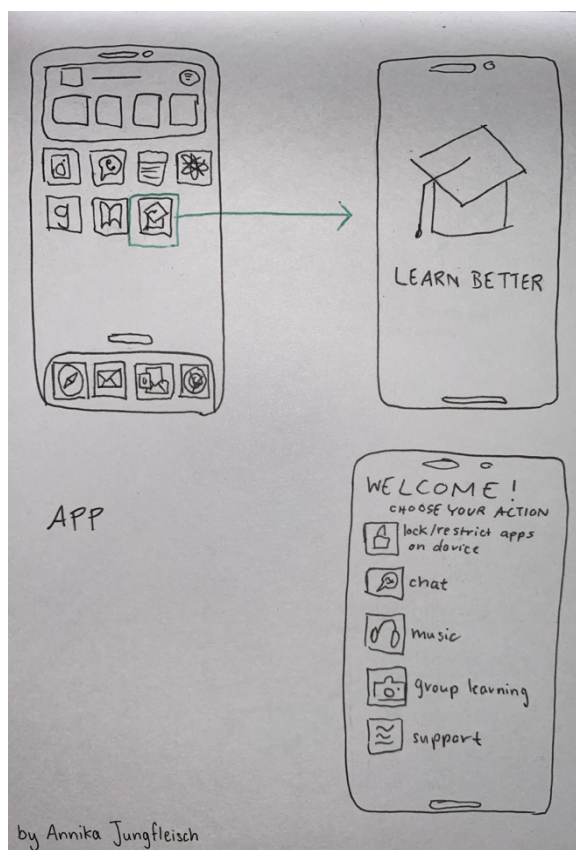 LEARN BETTER
APP
WELCOME!
CHOOSE YOUR ACTION
lock/restrict apps
on device
chat
music
group learning
support
by Annika Jungfleisch